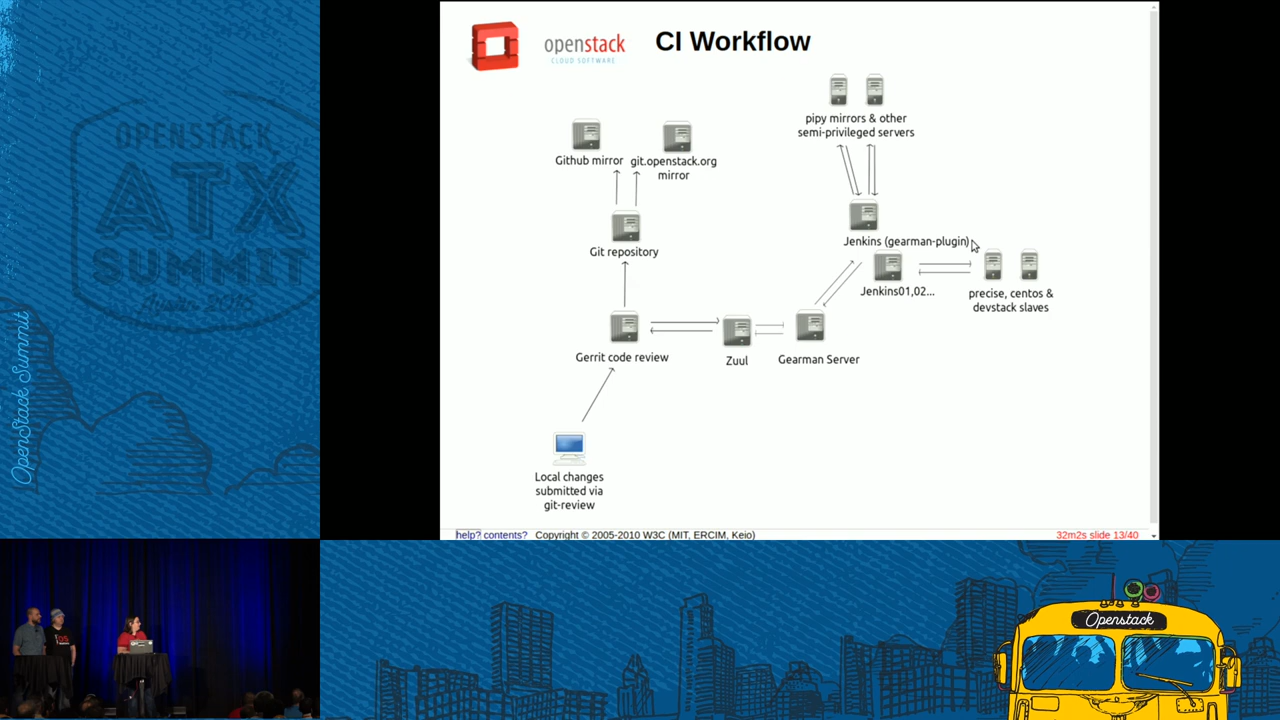 OPENSTACK
ATX
OpenStack Summit
openstack
CLOUD SOFTWARE
CI Workflow
pipy mirrors & other
semi-privileged servers
Github mirror
git.openstack.org
mirror
Git repository
Jenkins (gearman-plugin)
Jenkins01,02...
precise, centos &
devstack slaves
Gerrit code review
Zuul
Gearman Server
Local changes
submitted via
git-review
help? contents? Copyright © 2005-2010 W3C (MIT, ERCIM, Keio)
32m2s slide 13/40
Openstack